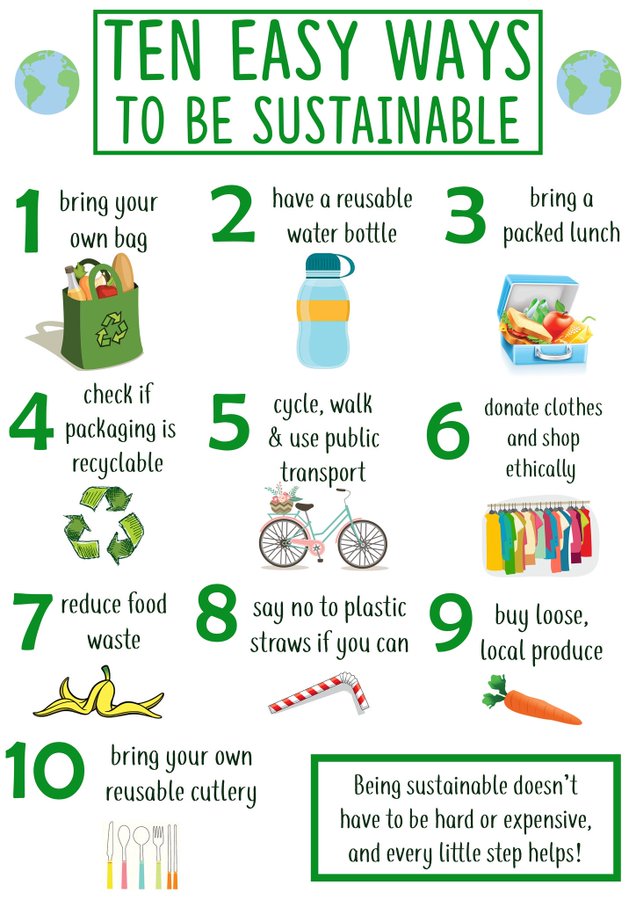 TEN EASY WAYS
TO BE SUSTAINABLE
1 bring your
own bag
2 have a reusable
water bottle
3 bring a
packed lunch
4 check if
packaging is
recyclable
5 cycle, walk
& use public
transport
6 donate clothes
and shop
ethically
7 reduce food
waste
8 say no to plastic
straws if you can
9 buy loose,
local produce
10 bring your own
reusable cutlery
Being sustainable doesn't
have to be hard or expensive,
and every little step helps!